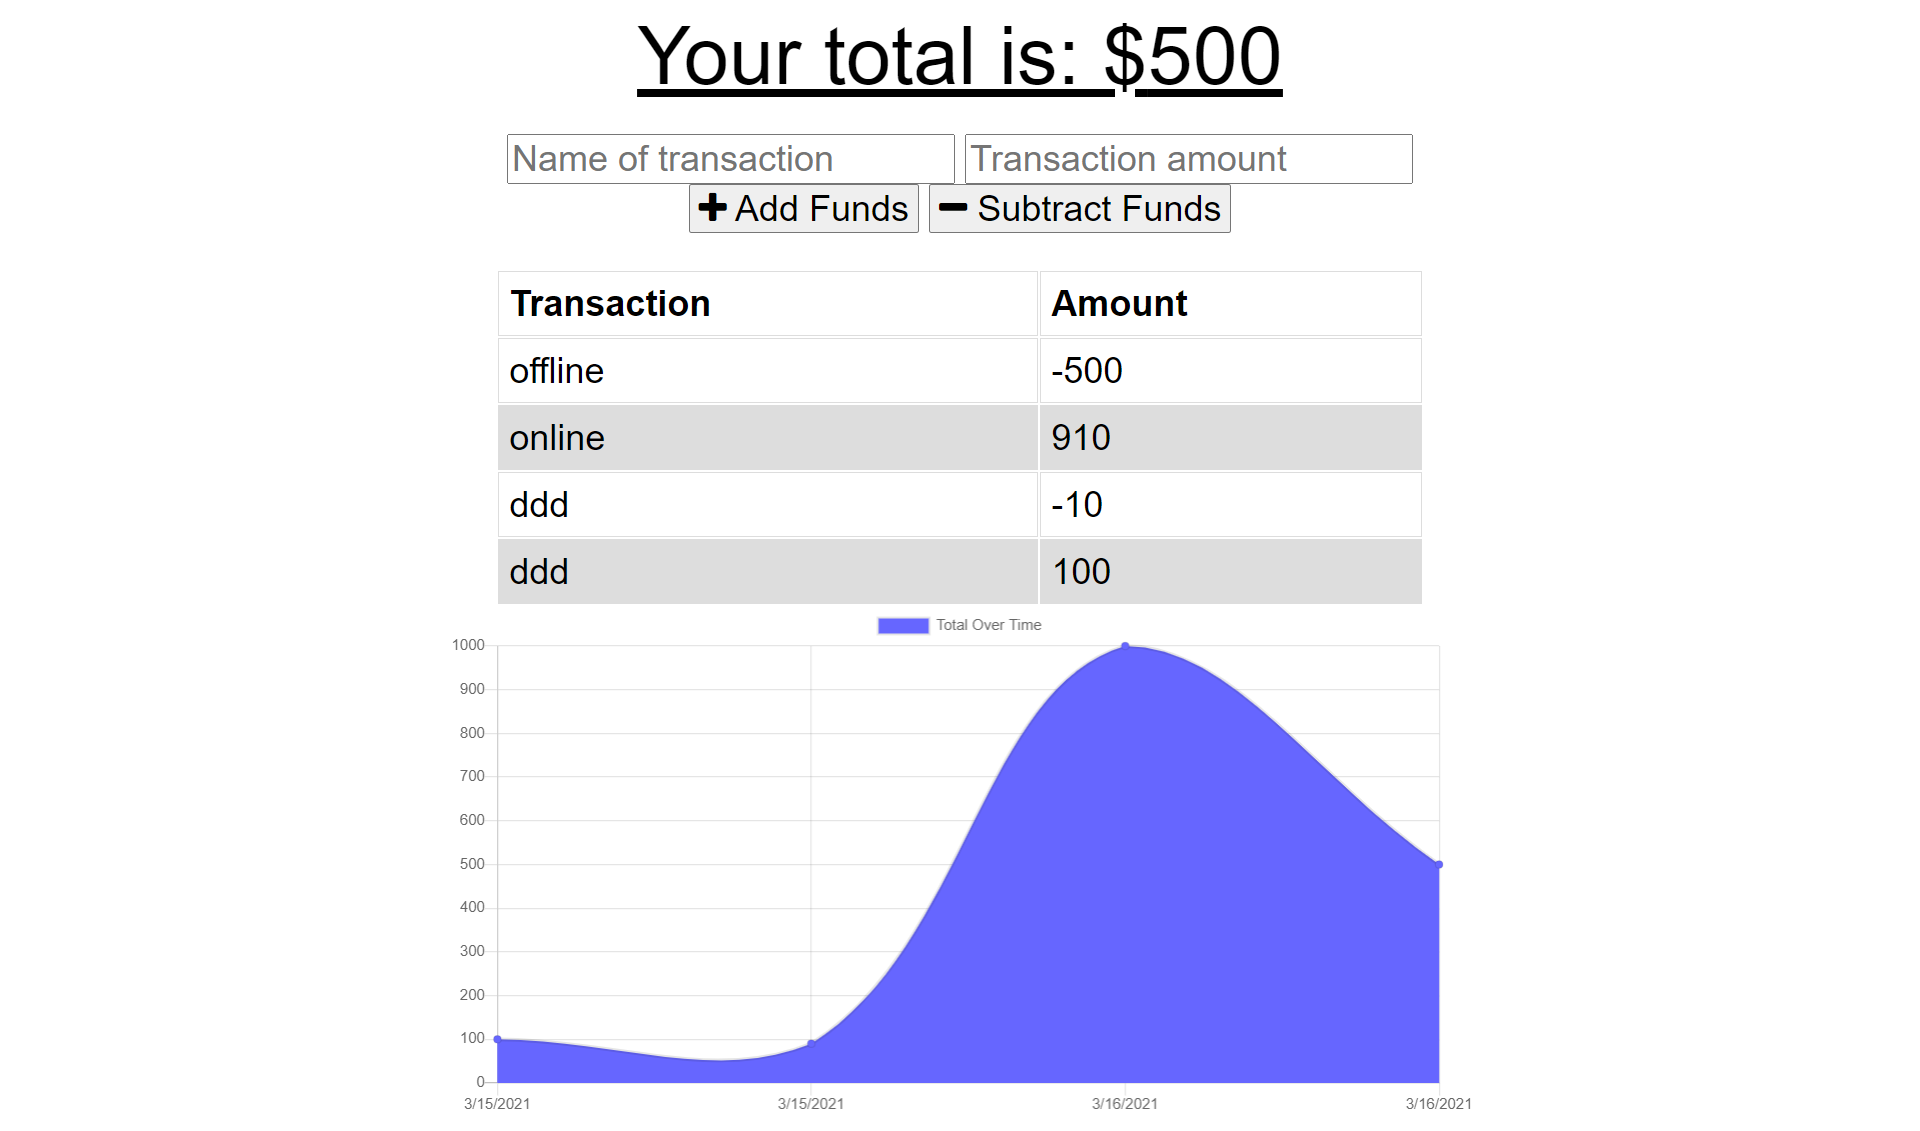 Your total is: $500
Name of transaction Transaction amount
Add Funds Subtract Funds
Transaction Amount
offline -500
online 910
ddd -10
ddd 100
Total Over Time
1000
900
800
700
600
500
400
300
200
100
0
3/15/2021 3/15/2021 3/16/2021 3/16/2021